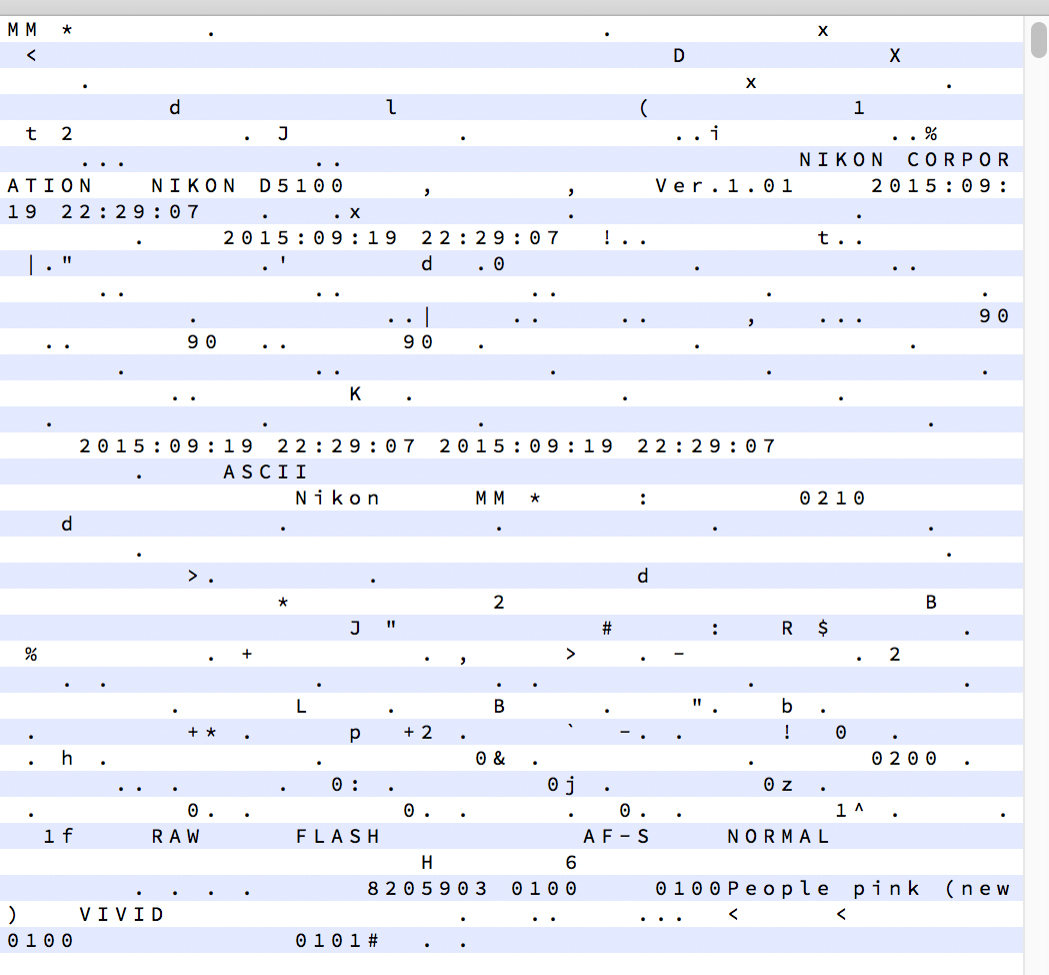 MM * . . x
< D X
. x .
d l ( 1
t 2 . J . ..i ..%
... .. NIKON CORPOR
ATION NIKON D5100 , , Ver.1.01 2015:09:
19 22:29:07 . .x . .
. 2015:09:19 22:29:07 !.. t..
|." .' d .0 . ..
.. .. .. . .
. ..| .. .. , ... 90
.. 90 .. 90 . . .
. .. . . .
.. K . . .
. . . .
2015:09:19 22:29:07 2015:09:19 22:29:07
. ASCII
Nikon MM * : 0210
d . . . .
. .
>. . d
* 2 B
J " # : R $ .
% . + . , > . - . 2
. . . . . . .
. L . B . ". b .
. +* . p +2 . ` -. . ! 0 .
. h . . 0& . . 0200 .
.. . . 0: . 0j . 0z .
. 0. . 0. . . 0. . 1^ . .
1f RAW FLASH AF-S NORMAL
H 6
. . . . 8205903 0100 0100People pink (new
) VIVID . .. ... < <
0100 0101# . .